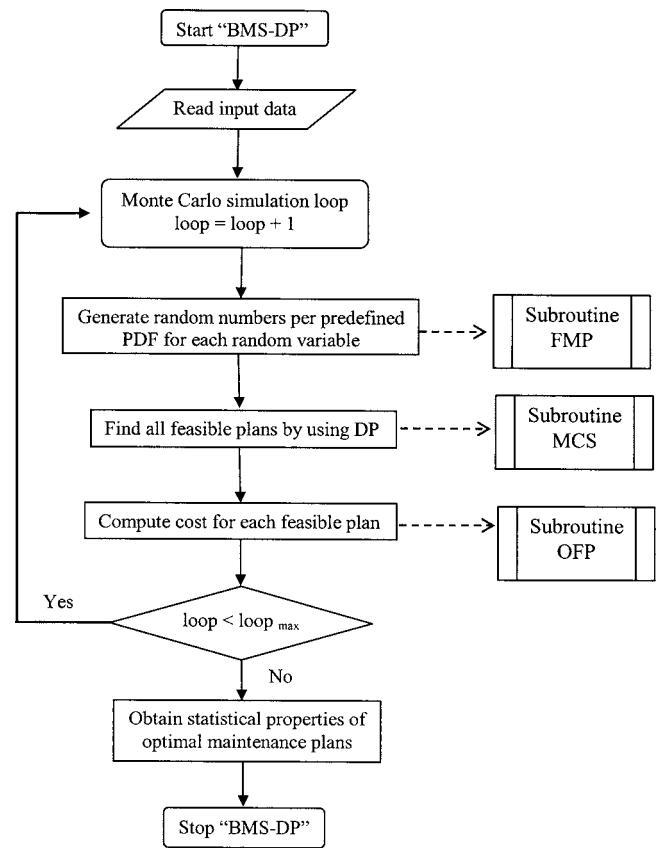 Start “BMS-DP”
Read input data
Monte Carlo simulation loop
loop = loop + 1
Generate random numbers per predefined
PDF for each random variable
Subroutine
FMP
Find all feasible plans by using DP
Subroutine
MCS
Compute cost for each feasible plan
Subroutine
OFP
Yes
loop < loop max
No
Obtain statistical properties of
optimal maintenance plans
Stop “BMS-DP”